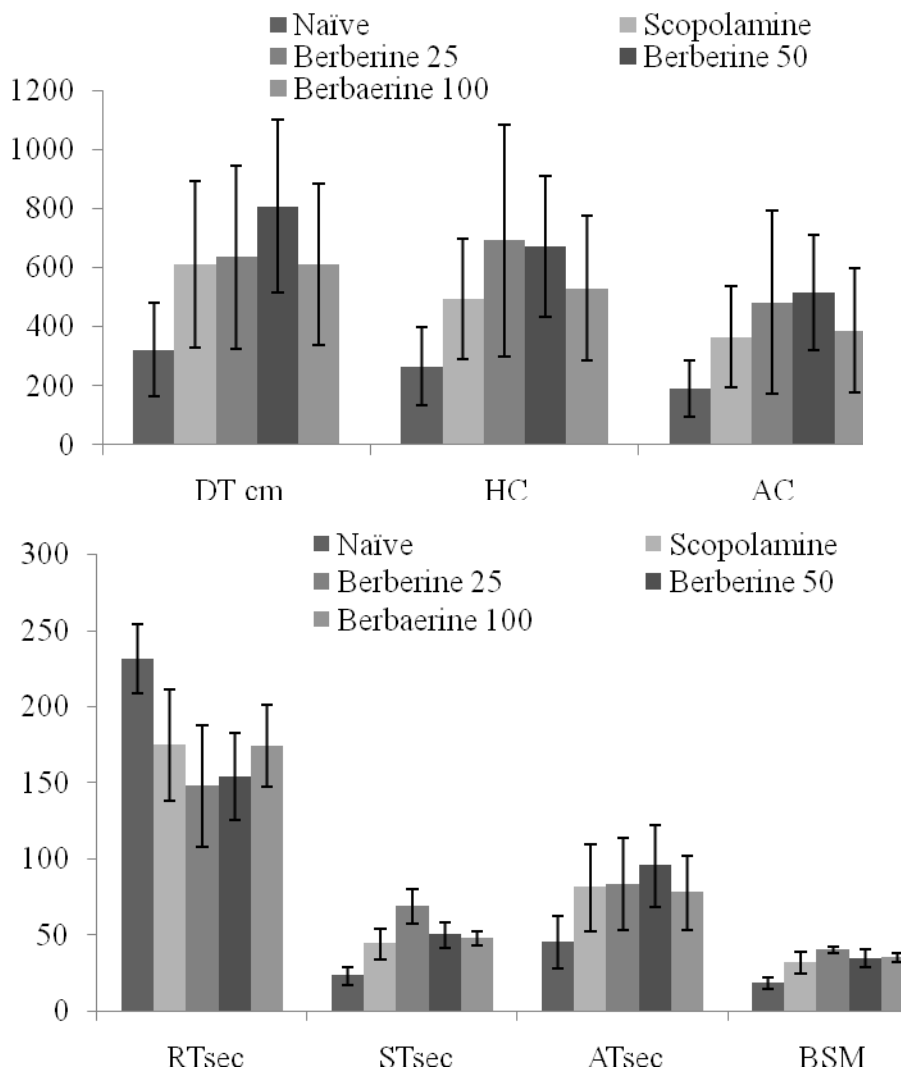 Naïve Scopolamine
Berberine 25 Berberine 50
Berbaerine 100
1200
1000
800
600
400
200
0
DT cm HC AC
300
Naïve Scopolamine
Berberine 25 Berberine 50
Berbaerine 100
250
200
150
100
50
0
RTsec STsec ATsec BSM